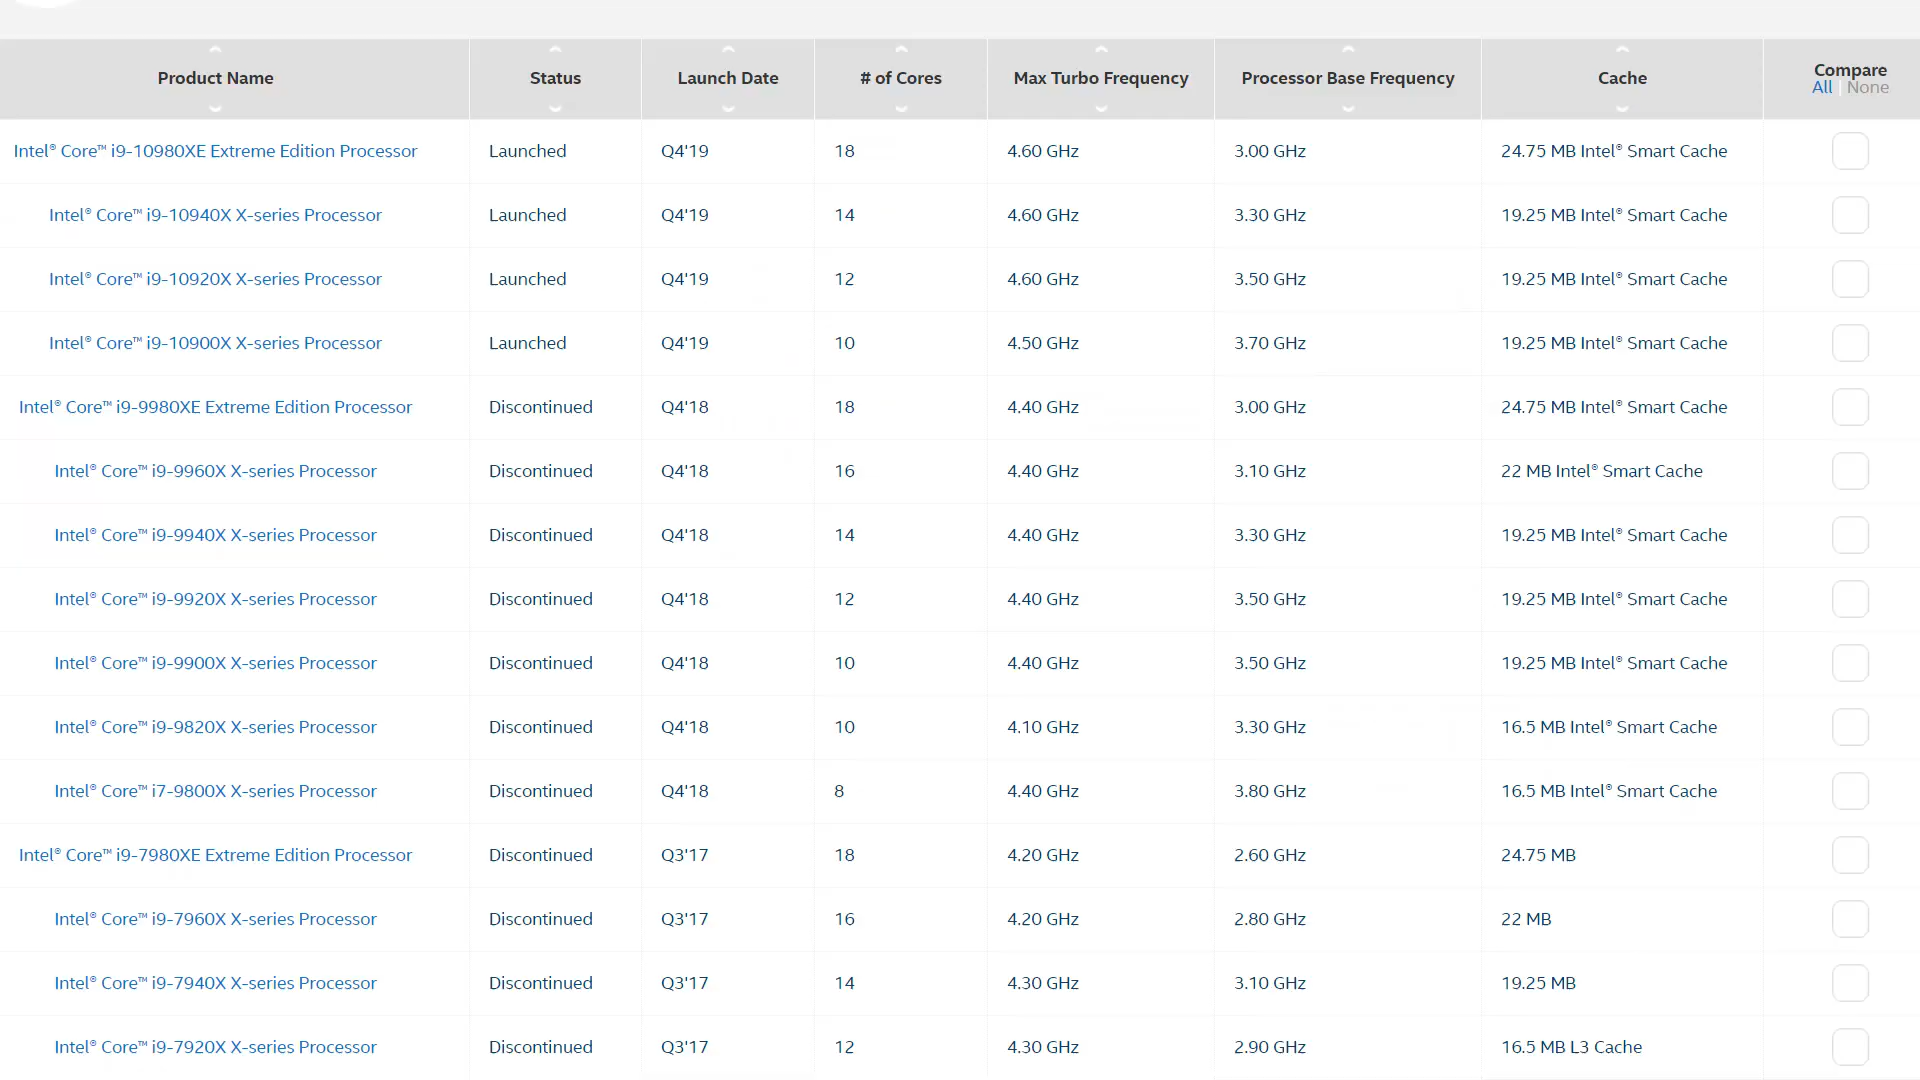 Product Name Status Launch Date # of Cores Max Turbo Frequency Processor Base Frequency Cache Compare
All | None
Intel® Core™ i9-10980XE Extreme Edition Processor Launched Q4'19 18 4.60 GHz 3.00 GHz 24.75 MB Intel® Smart Cache
Intel® Core™ i9-10940X X-series Processor Launched Q4'19 14 4.60 GHz 3.30 GHz 19.25 MB Intel® Smart Cache
Intel® Core™ i9-10920X X-series Processor Launched Q4'19 12 4.60 GHz 3.50 GHz 19.25 MB Intel® Smart Cache
Intel® Core™ i9-10900X X-series Processor Launched Q4'19 10 4.50 GHz 3.70 GHz 19.25 MB Intel® Smart Cache
Intel® Core™ i9-9980XE Extreme Edition Processor Discontinued Q4'18 18 4.40 GHz 3.00 GHz 24.75 MB Intel® Smart Cache
Intel® Core™ i9-9960X X-series Processor Discontinued Q4'18 16 4.40 GHz 3.10 GHz 22 MB Intel® Smart Cache
Intel® Core™ i9-9940X X-series Processor Discontinued Q4'18 14 4.40 GHz 3.30 GHz 19.25 MB Intel® Smart Cache
Intel® Core™ i9-9920X X-series Processor Discontinued Q4'18 12 4.40 GHz 3.50 GHz 19.25 MB Intel® Smart Cache
Intel® Core™ i9-9900X X-series Processor Discontinued Q4'18 10 4.40 GHz 3.50 GHz 19.25 MB Intel® Smart Cache
Intel® Core™ i9-9820X X-series Processor Discontinued Q4'18 10 4.10 GHz 3.30 GHz 16.5 MB Intel® Smart Cache
Intel® Core™ i7-9800X X-series Processor Discontinued Q4'18 8 4.40 GHz 3.80 GHz 16.5 MB Intel® Smart Cache
Intel® Core™ i9-7980XE Extreme Edition Processor Discontinued Q3'17 18 4.20 GHz 2.60 GHz 24.75 MB
Intel® Core™ i9-7960X X-series Processor Discontinued Q3'17 16 4.20 GHz 2.80 GHz 22 MB
Intel® Core™ i9-7940X X-series Processor Discontinued Q3'17 14 4.30 GHz 3.10 GHz 19.25 MB
Intel® Core™ i9-7920X X-series Processor Discontinued Q3'17 12 4.30 GHz 2.90 GHz 16.5 MB L3 Cache